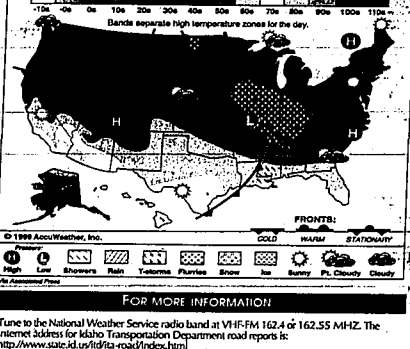 -10s -0s 0s 10s 20s 30s 40s 50s 60s 70s 80s 90s 100s 110s
Bands separate high temperature zones for the day.
H
H
L
H
FRONTS:
© 1999 AccuWeather, Inc.
COLD WARM STATIONARY
Pressure:
H L
High Low Showers Rain T-storms Flurries Snow Ice Sunny Pt. Cloudy Cloudy
Via Associated Press
FOR MORE INFORMATION
Tune to the National Weather Service radio band at VHF-FM 162.4 or 162.55 MHZ. The
Internet address for Idaho Transportation Department road reports is:
http://www.state.id.us/itd/ita-road/index.html